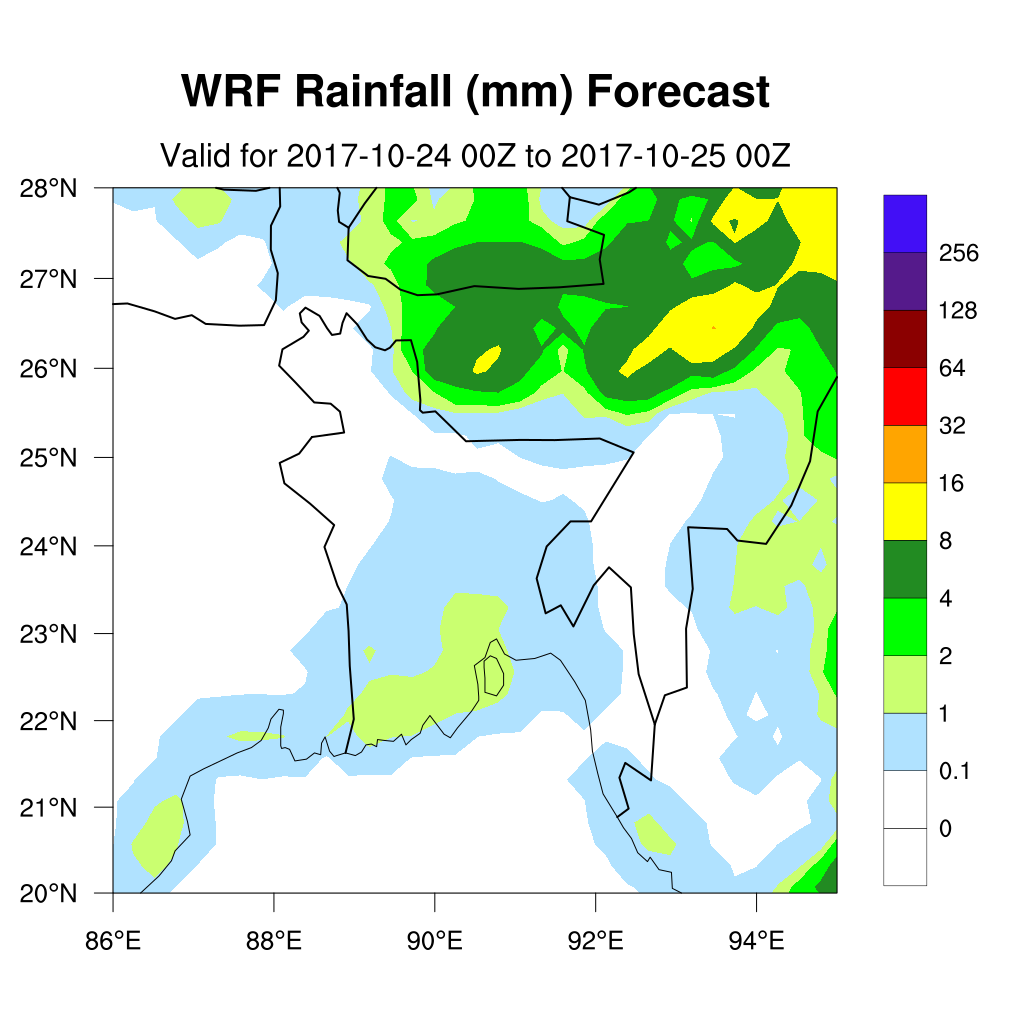 WRF Rainfall (mm) Forecast
Valid for 2017-10-24 00Z to 2017-10-25 00Z
28°N
27°N
26°N
25°N
24°N
23°N
22°N
21°N
20°N
86°E
88°E
90°E
92°E
94°E
256
128
64
32
16
8
4
2
1
0.1
0